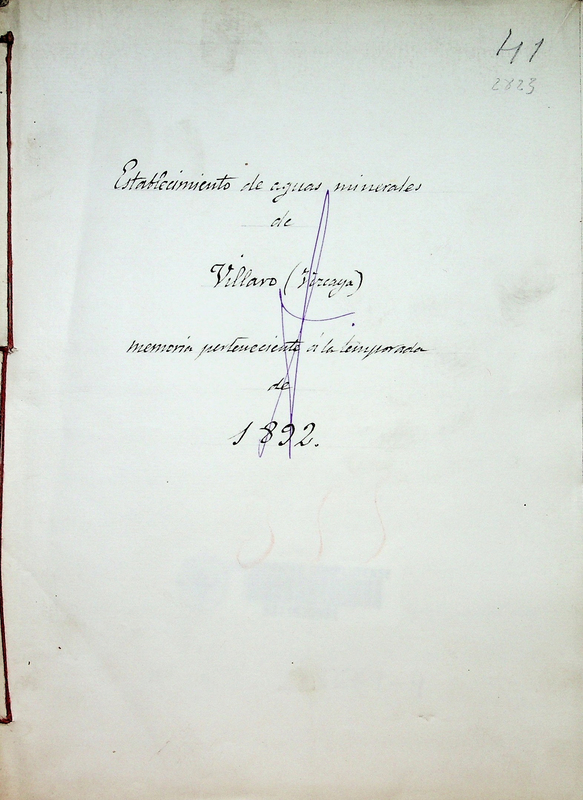 41
2823
Establecimiento de aguas minerales
de
Villaro (Vizcaya)
memoria perteneciente á la temporada
de
1892.